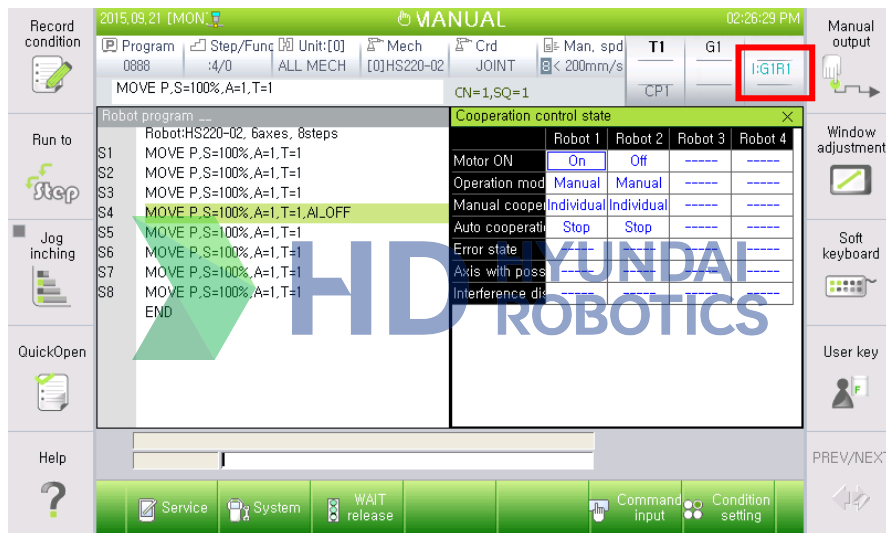 Record
condition
2015,09,21 [MON]
MANUAL
02:26:29 PM
Manual
output
Program
Step/Func
Unit:[0]
Mech
Crd
Man, spd
T1
G1
0888
:4/0
ALL MECH
[0]HS220-02
JOINT
8 < 200mm/s
I:G1R1
MOVE P,S=100%,A=1,T=1
CN=1,SQ=1
CP1
Robot program __
Cooperation control state
Run to
Step
Window
adjustment
Robot:HS220-02, 6axes, 8steps
S1 MOVE P,S=100%,A=1,T=1
S2 MOVE P,S=100%,A=1,T=1
S3 MOVE P,S=100%,A=1,T=1
S4 MOVE P,S=100%,A=1,T=1,AI_OFF
S5 MOVE P,S=100%,A=1,T=1
S6 MOVE P,S=100%,A=1,T=1
S7 MOVE P,S=100%,A=1,T=1
S8 MOVE P,S=100%,A=1,T=1
END
Robot 1 Robot 2 Robot 3 Robot 4
Motor ON On Off ----- -----
Operation mod Manual Manual ----- -----
Manual cooper Individual Individual ----- -----
Auto cooperati Stop Stop ----- -----
Error state ----- ----- ----- -----
Axis with poss ----- ----- ----- -----
Interference dis ----- ----- ----- -----
HD HYUNDAI
ROBOTICS
Jog
inching
Soft
keyboard
QuickOpen
User key
F
Help
PREV/NEXT
Service
System
WAIT
release
Command
input
Condition
setting